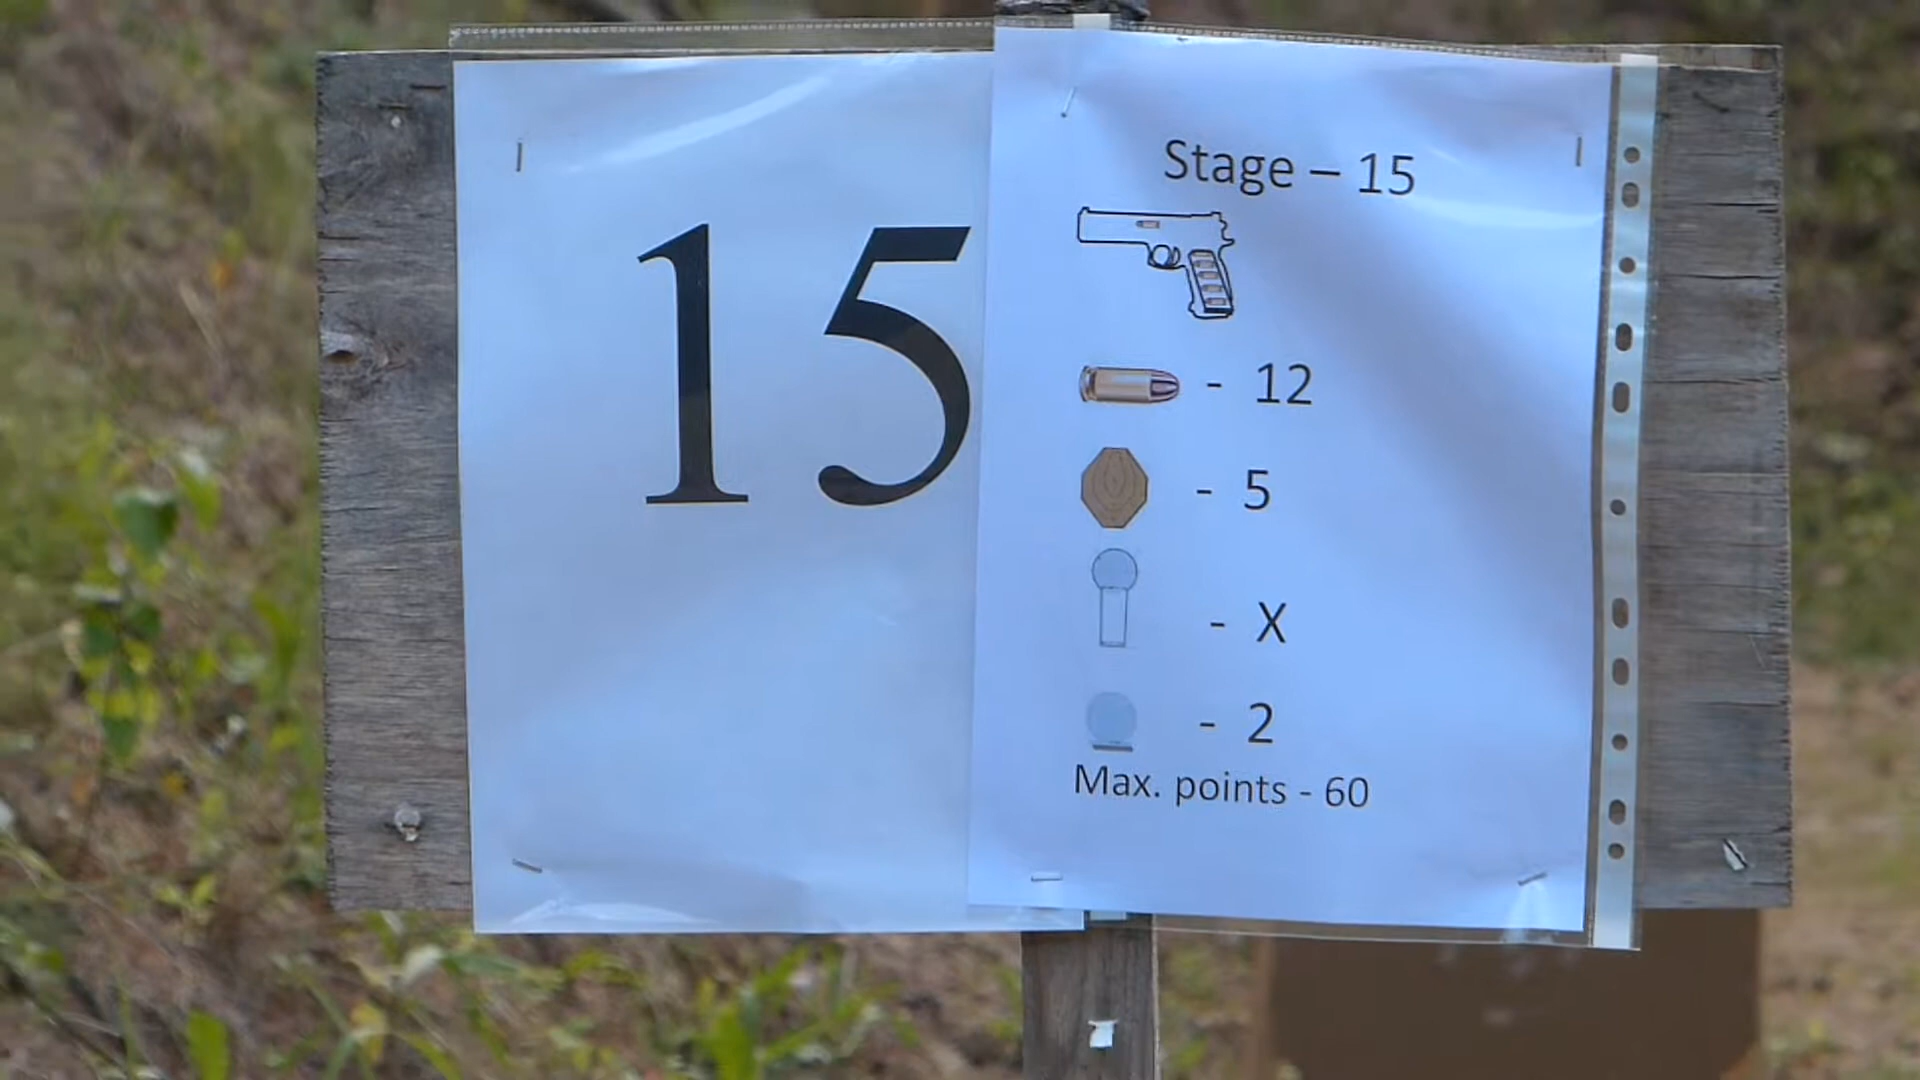 15
Stage – 15
- 12
- 5
- X
- 2
Max. points - 60